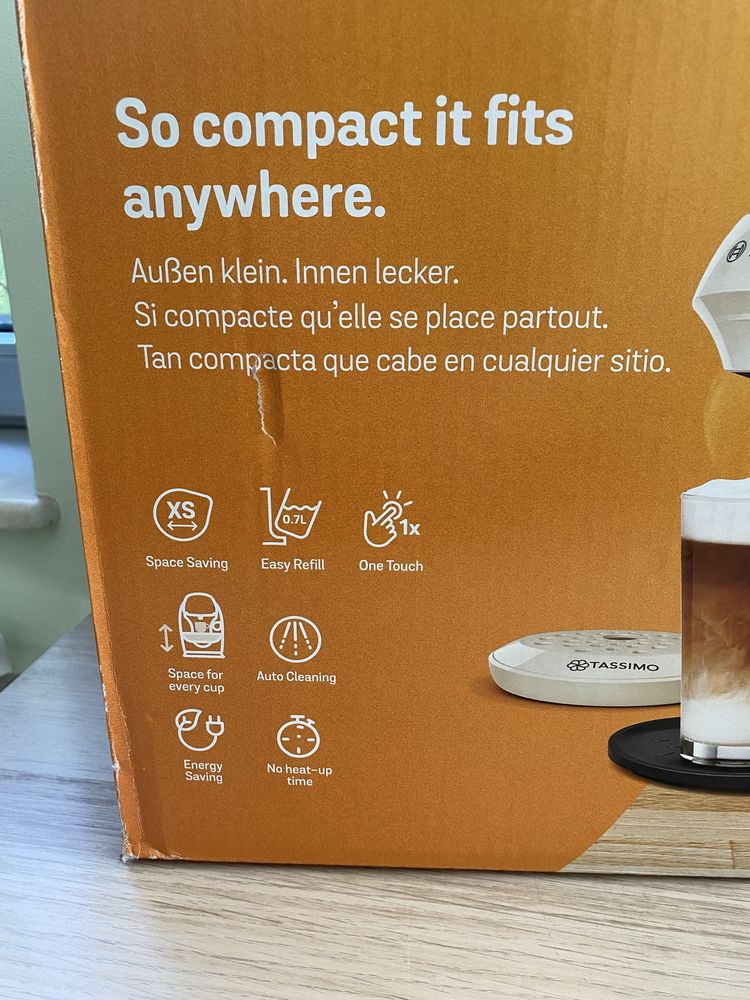 So compact it fits
anywhere.
Außen klein. Innen lecker.
Si compacte qu'elle se place partout.
Tan compacta que cabe en cualquier sitio.
XS
Space Saving
0.7L
Easy Refill
1x
One Touch
Space for
every cup
Auto Cleaning
Energy
Saving
No heat-up
time
TASSIMO